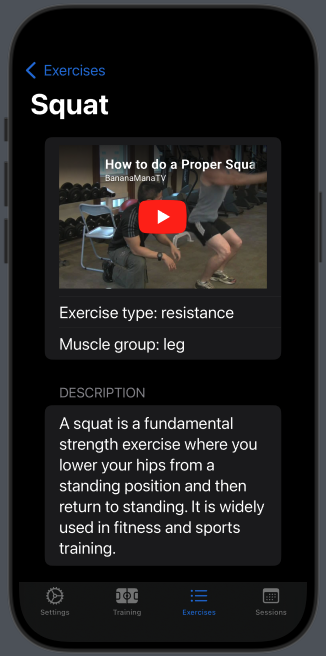 Exercises
Squat
How to do a Proper Squa
BananaManaTV
Exercise type: resistance
Muscle group: leg
DESCRIPTION
A squat is a fundamental
strength exercise where you
lower your hips from a
standing position and then
return to standing. It is widely
used in fitness and sports
training.
Settings
Training
Exercises
Sessions